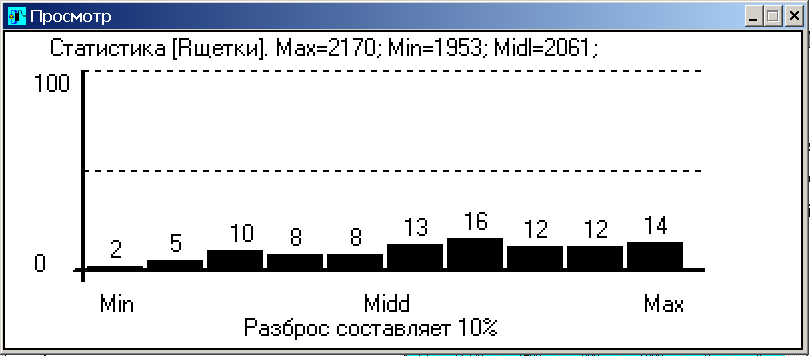 Просмотр
Статистика [Rщетки]. Max=2170; Min=1953; Midl=2061;
100
2 5 10 8 8 13 16 12 12 14
0
Min Midd Max
Разброс составляет 10%